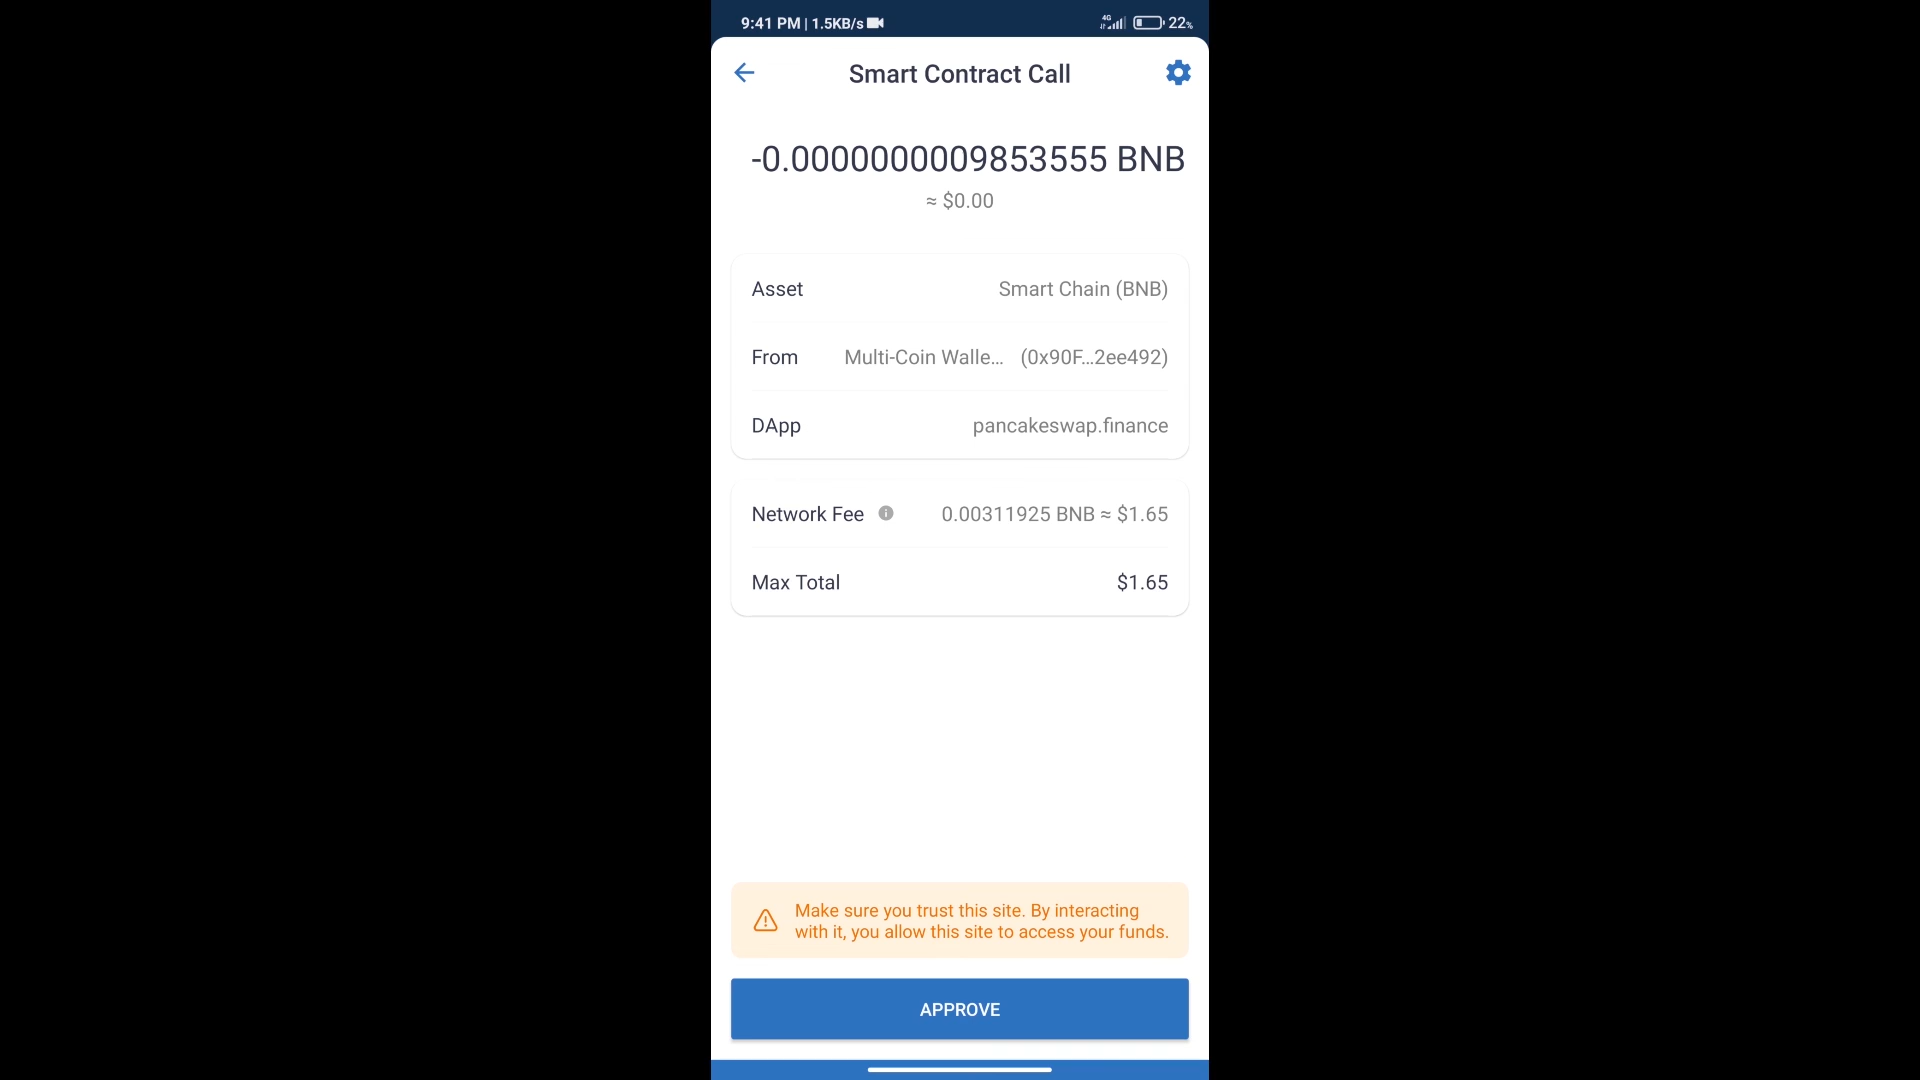 9:41 PM | 1.5KB/s 4G 22%
Smart Contract Call
-0.0000000009853555 BNB
≈ $0.00
Asset Smart Chain (BNB)
From Multi-Coin Walle... (0x90F...2ee492)
DApp pancakeswap.finance
Network Fee 0.00311925 BNB ≈ $1.65
Max Total $1.65
Make sure you trust this site. By interacting
with it, you allow this site to access your funds.
APPROVE